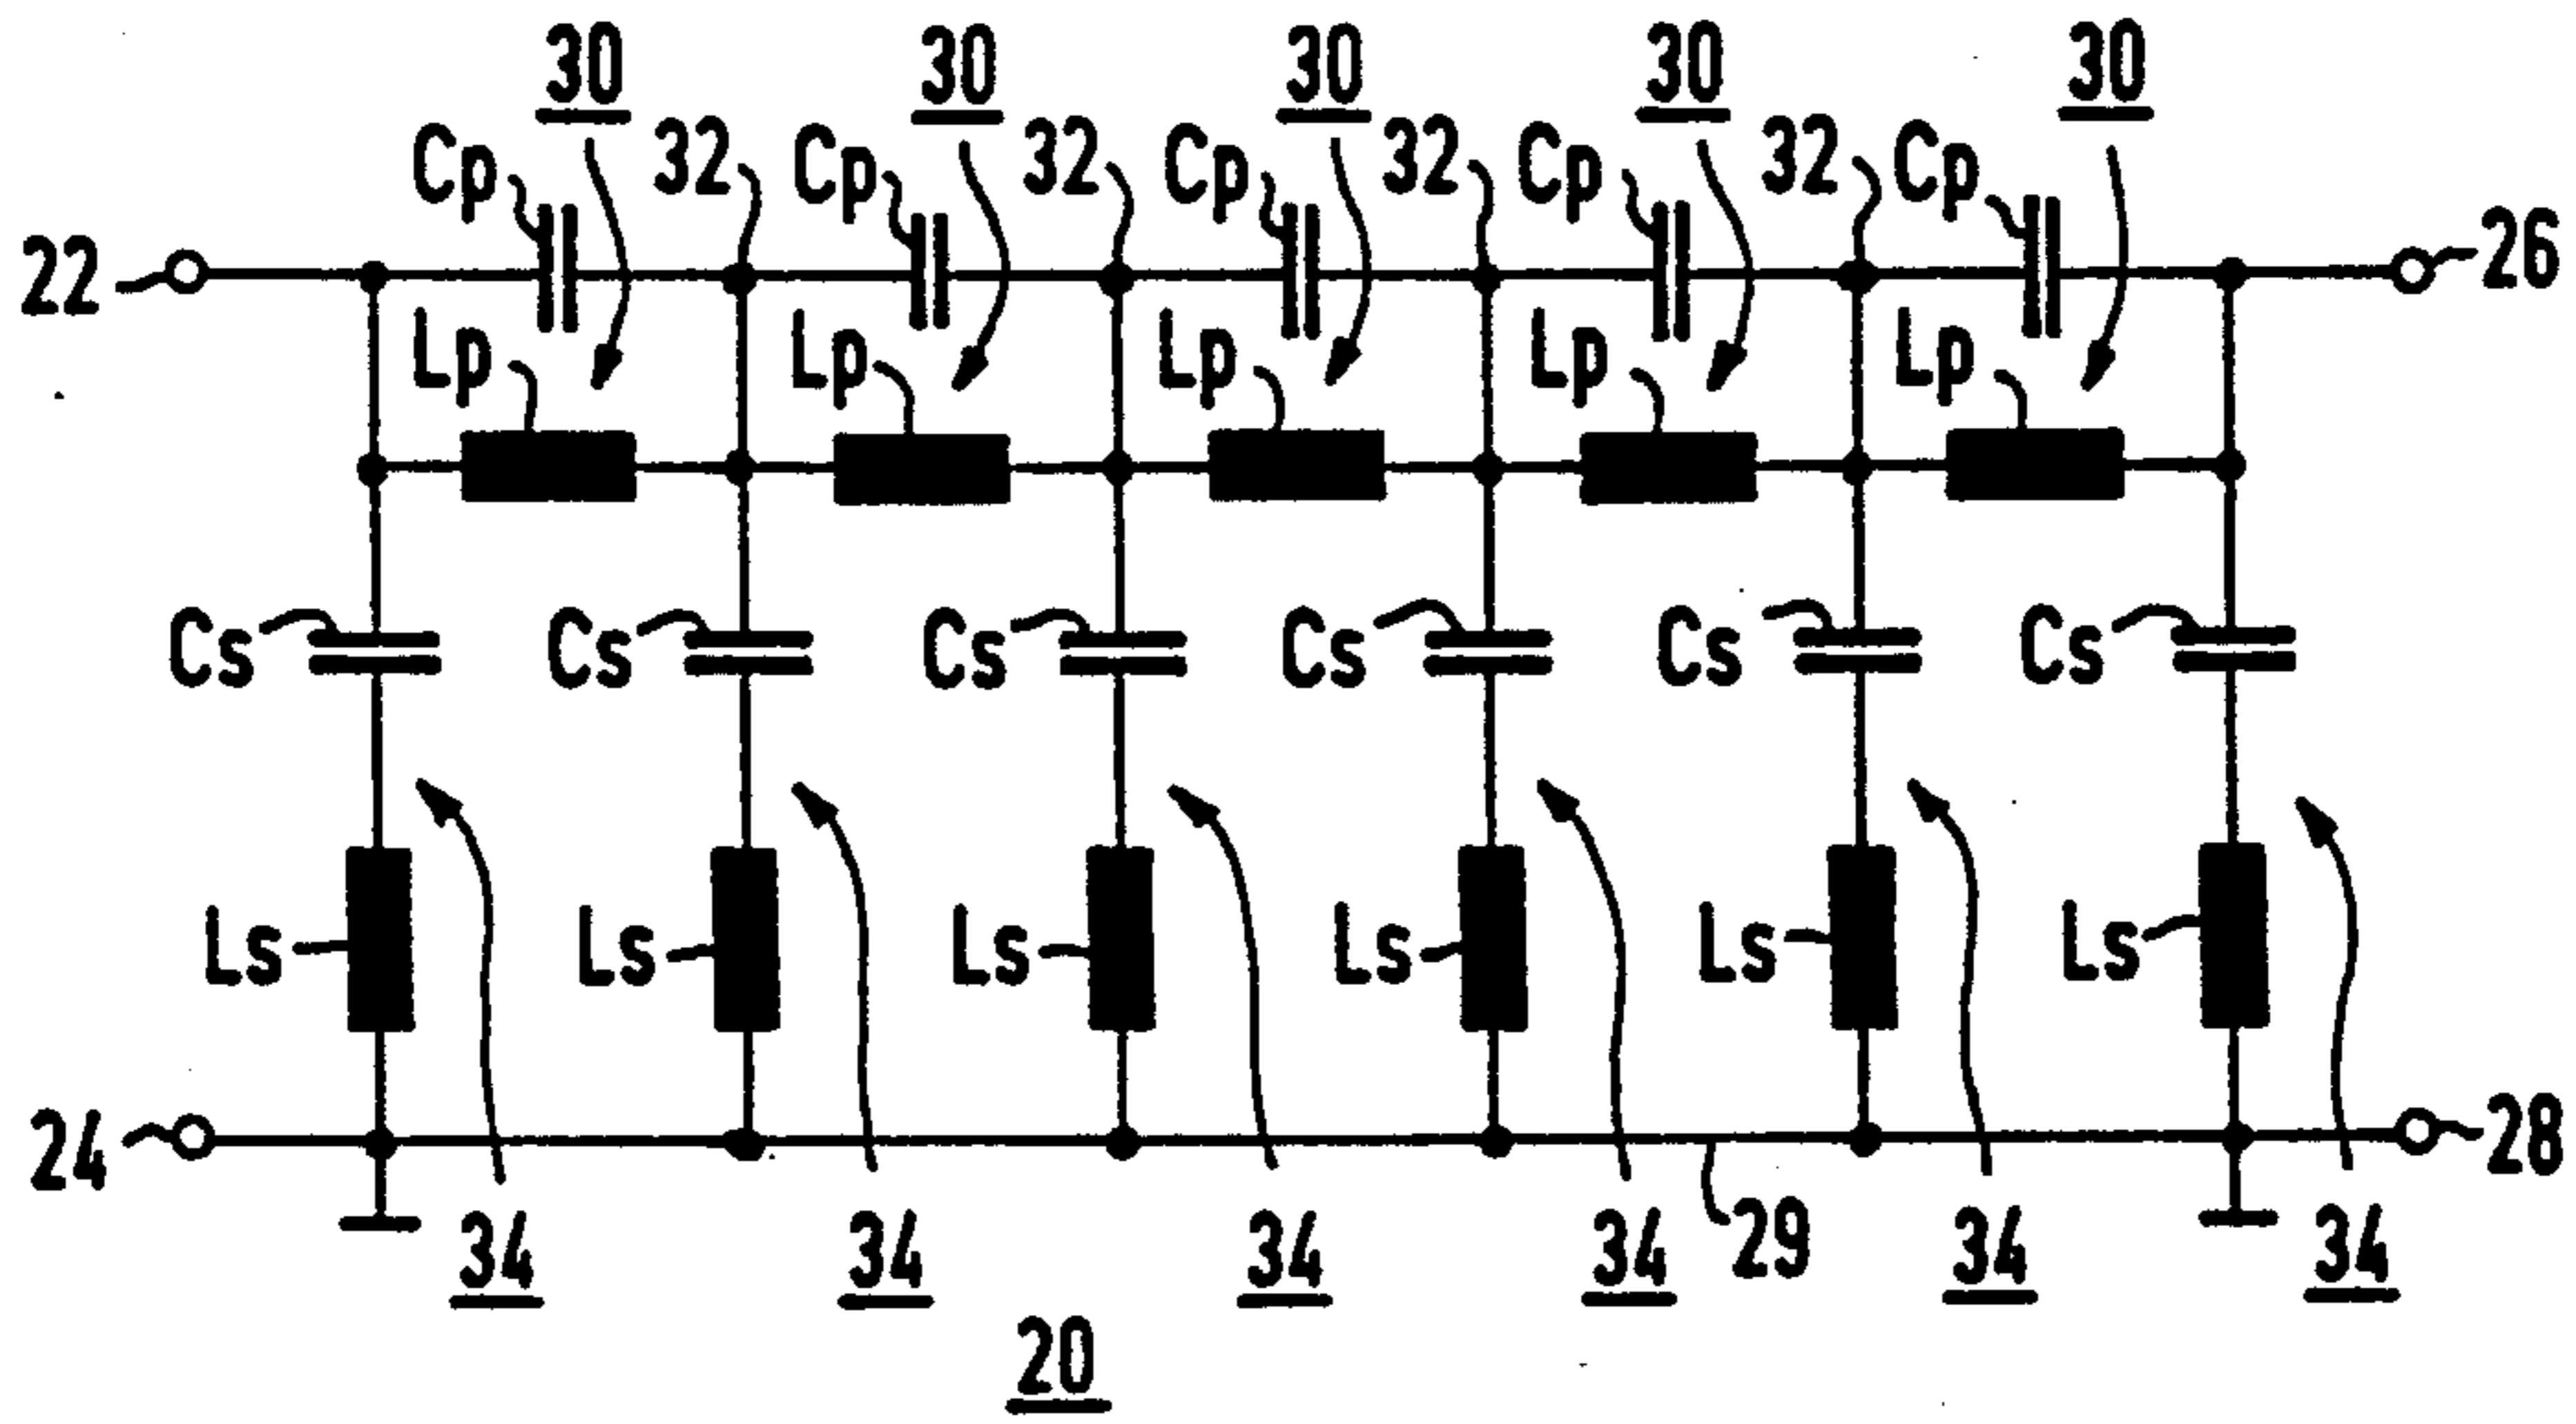 30 30 30 30 30
Cp 32 Cp 32 Cp 32 Cp 32 Cp
22 26
Lp Lp Lp Lp Lp
Cs Cs Cs Cs Cs Cs
Ls Ls Ls Ls Ls Ls
24 28
34 34 34 34 29 34 34
20